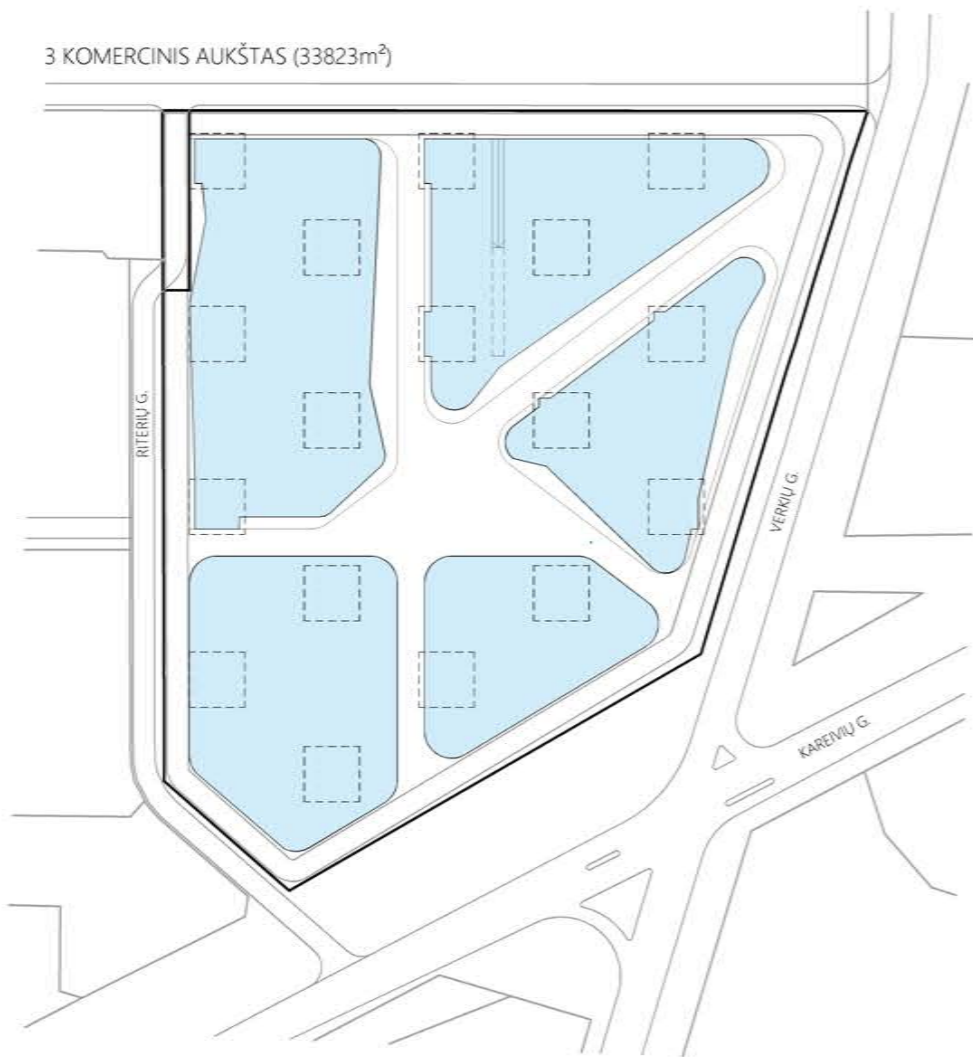 3 KOMERCINIS AUKŠTAS (33823m²)
RITERIŲ G.
VERKIŲ G.
KAREIVIŲ G.